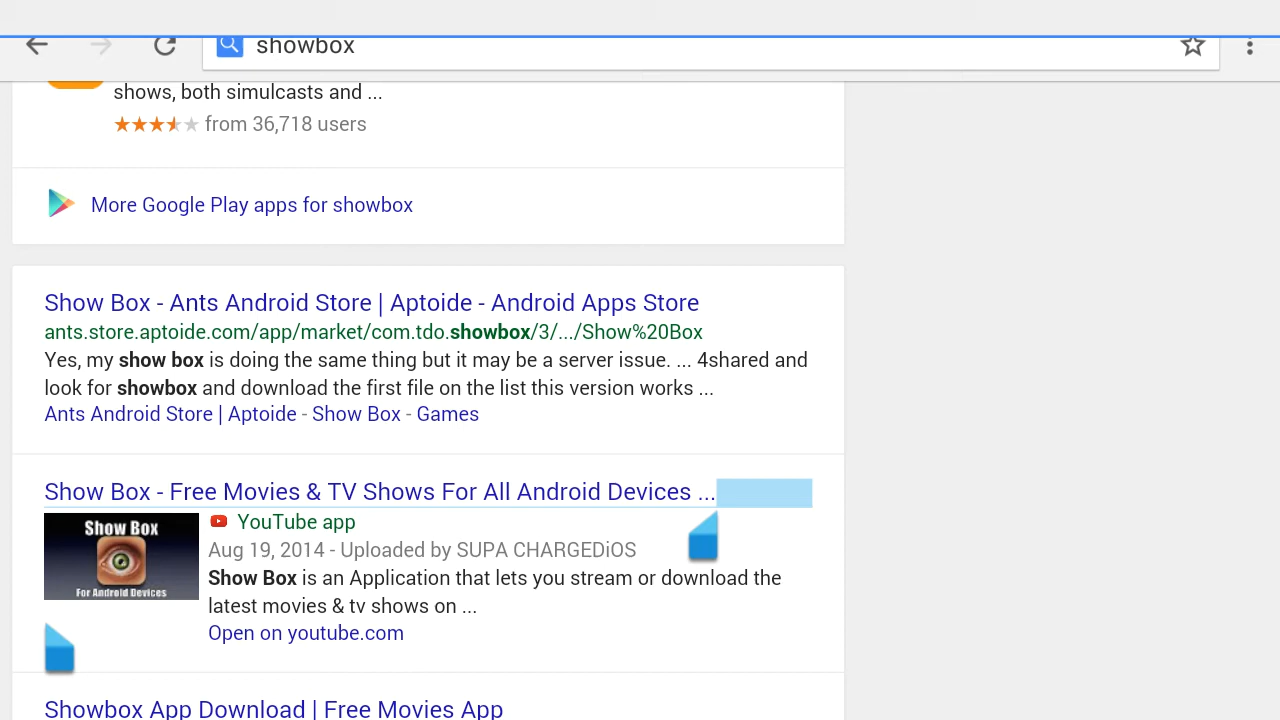 showbox
shows, both simulcasts and ...
from 36,718 users
More Google Play apps for showbox
Show Box - Ants Android Store | Aptoide - Android Apps Store
ants.store.aptoide.com/app/market/com.tdo.showbox/3/.../Show%20Box
Yes, my show box is doing the same thing but it may be a server issue. ... 4shared and
look for showbox and download the first file on the list this version works ...
Ants Android Store | Aptoide - Show Box - Games
Show Box - Free Movies & TV Shows For All Android Devices ...
Show Box
For Android Devices
YouTube app
Aug 19, 2014 - Uploaded by SUPA CHARGEDiOS
Show Box is an Application that lets you stream or download the
latest movies & tv shows on ...
Open on youtube.com
Showbox App Download | Free Movies App